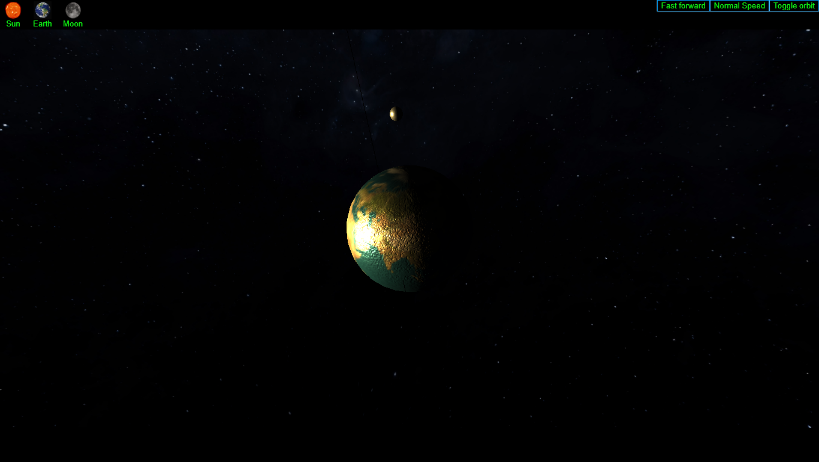 Sun Earth Moon
Fast forward Normal Speed Toggle orbit